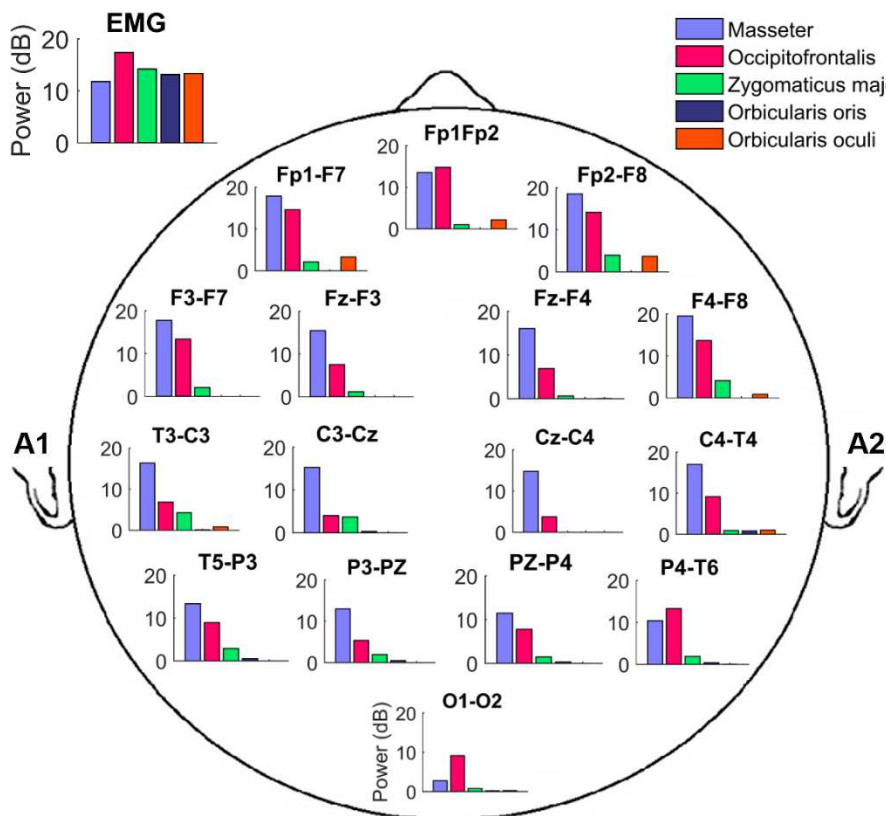 EMG
Power (dB)
20
10
0
Masseter
Occipitofrontalis
Zygomaticus maj
Orbicularis oris
Orbicularis oculi
Fp1Fp2
20
10
0
Fp1-F7
20
10
0
Fp2-F8
20
10
0
F3-F7
20
10
0
Fz-F3
20
10
0
Fz-F4
20
10
0
F4-F8
20
10
0
A1
A2
T3-C3
20
10
0
C3-Cz
20
10
0
Cz-C4
20
10
0
C4-T4
20
10
0
T5-P3
20
10
0
P3-PZ
20
10
0
PZ-P4
20
10
0
P4-T6
20
10
0
O1-O2
Power (dB)
20
10
0